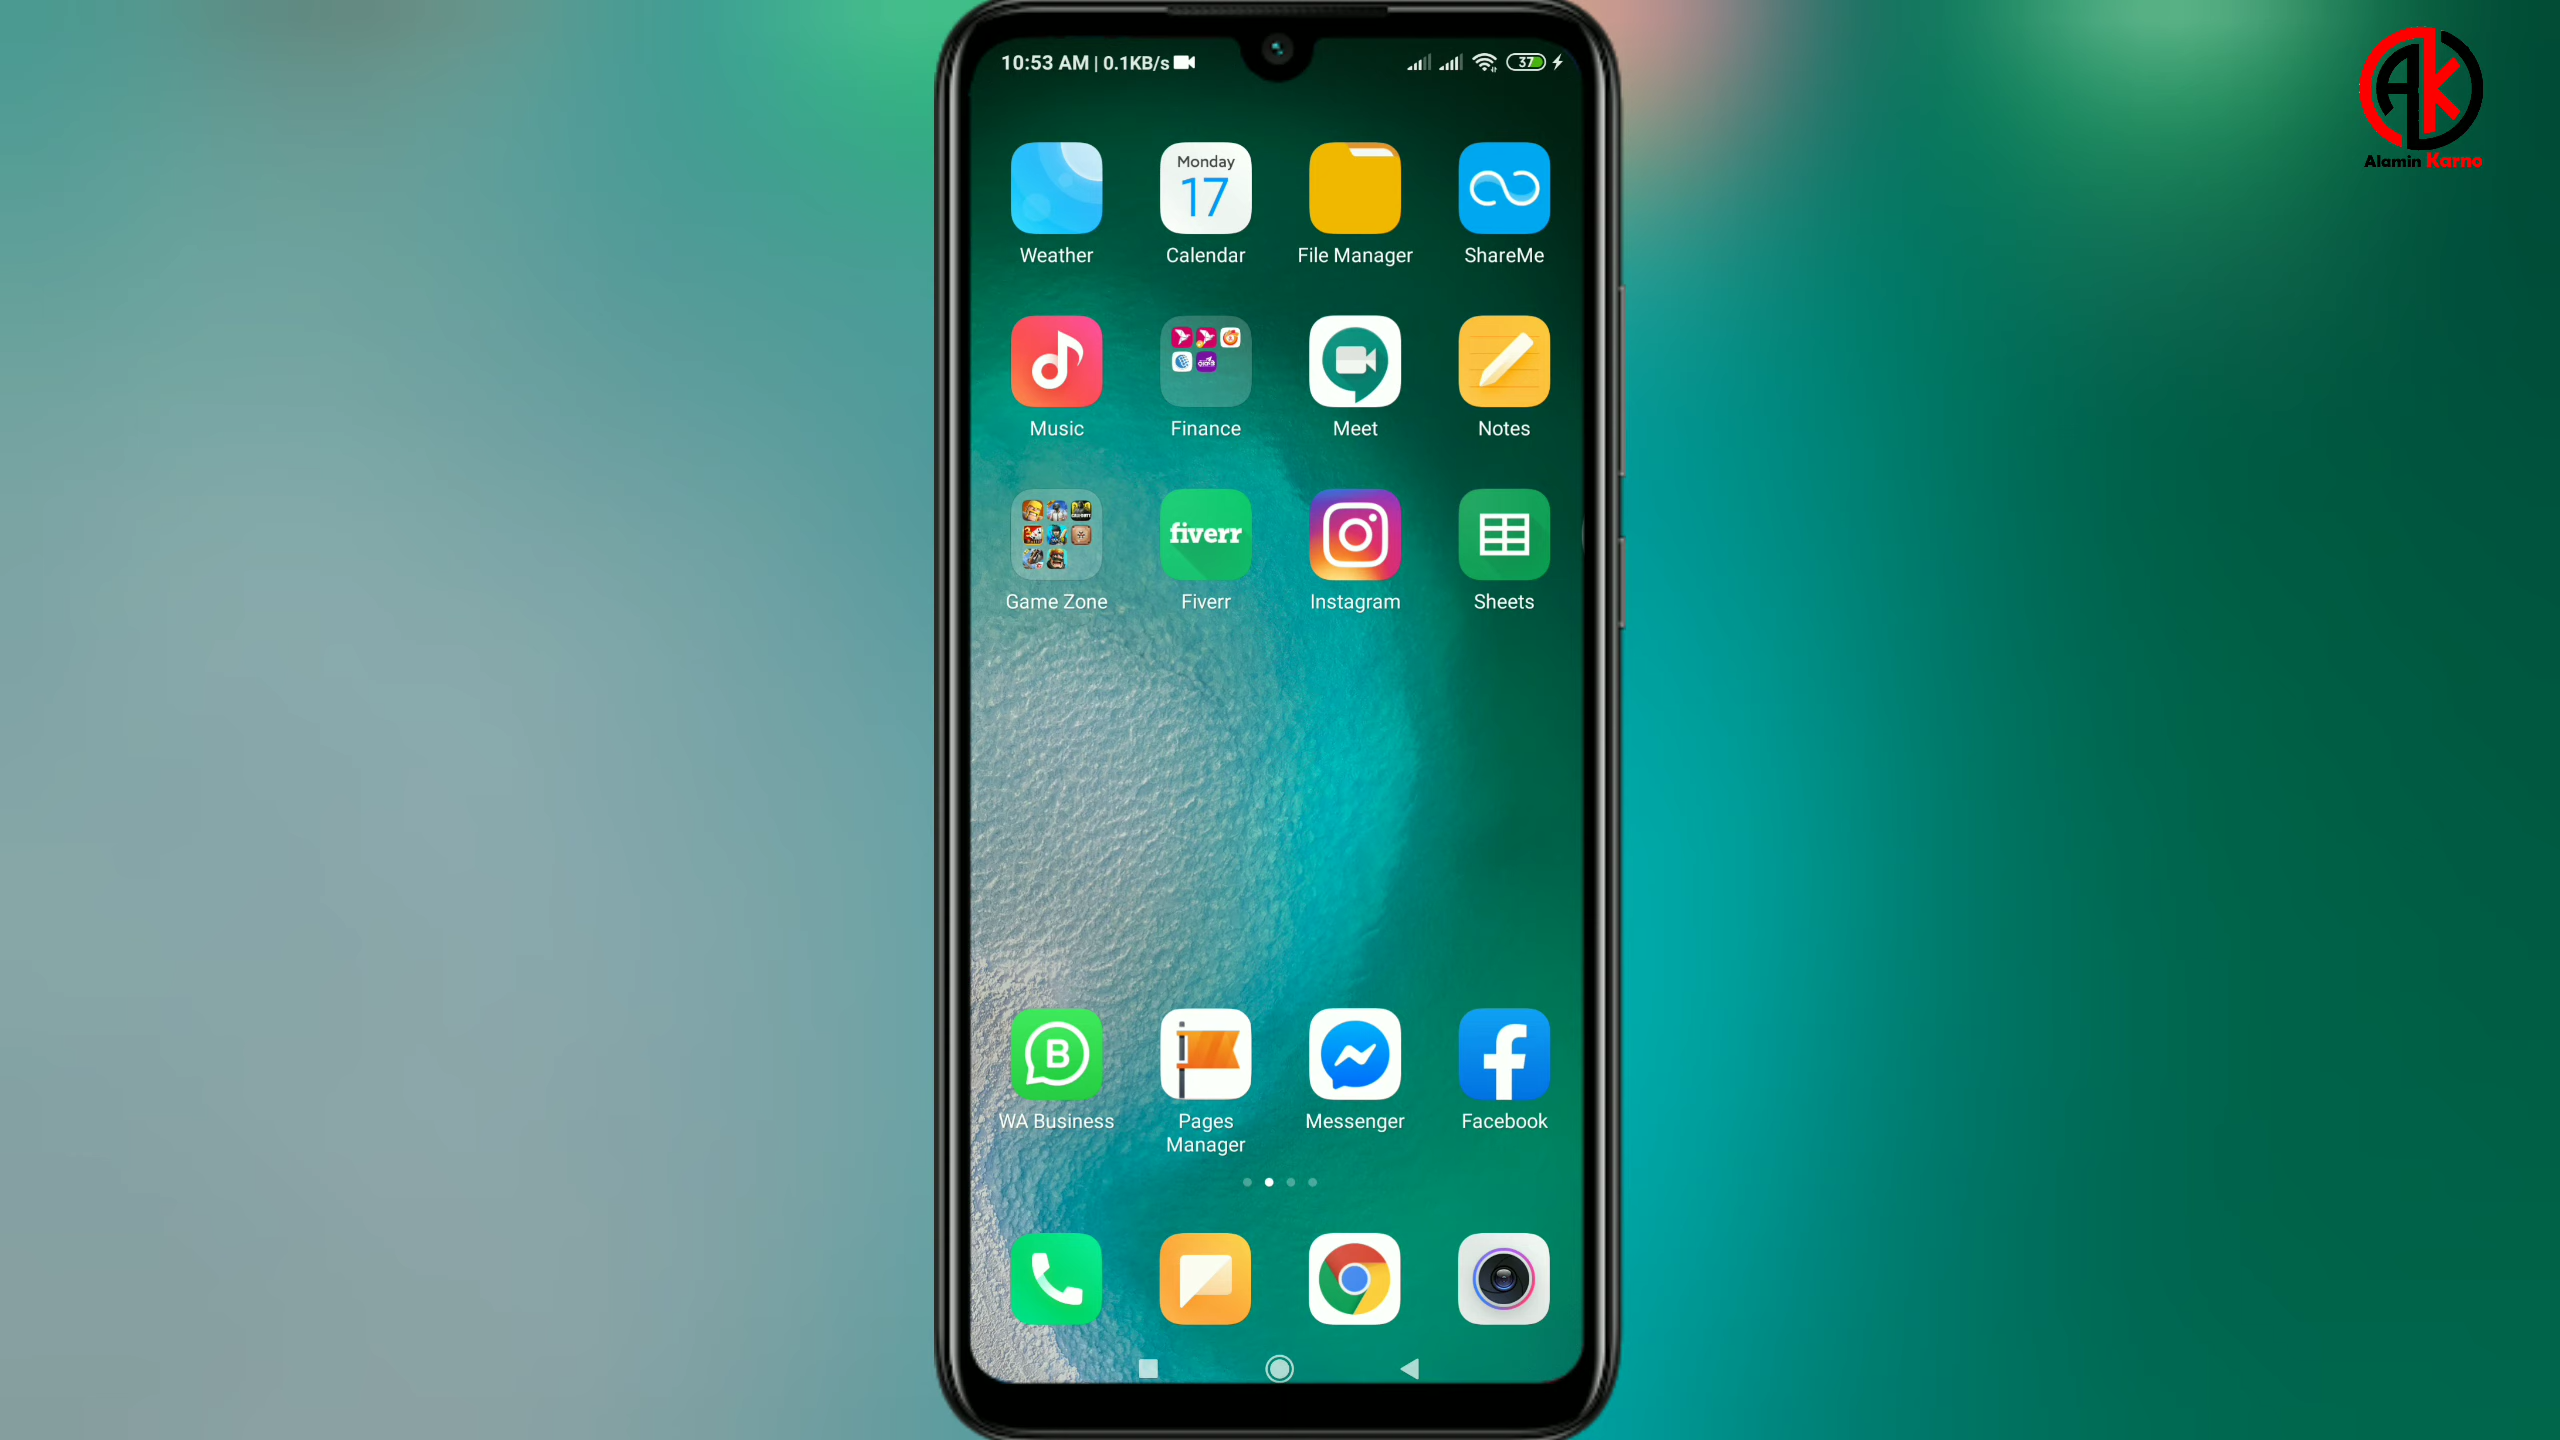 10:53 AM | 0.1KB/s
37
Alamin Karno
Monday
17
Weather
Calendar
File Manager
ShareMe
Music
Finance
Meet
Notes
fiverr
Game Zone
Fiverr
Instagram
Sheets
B
WA Business
Pages
Manager
Messenger
Facebook